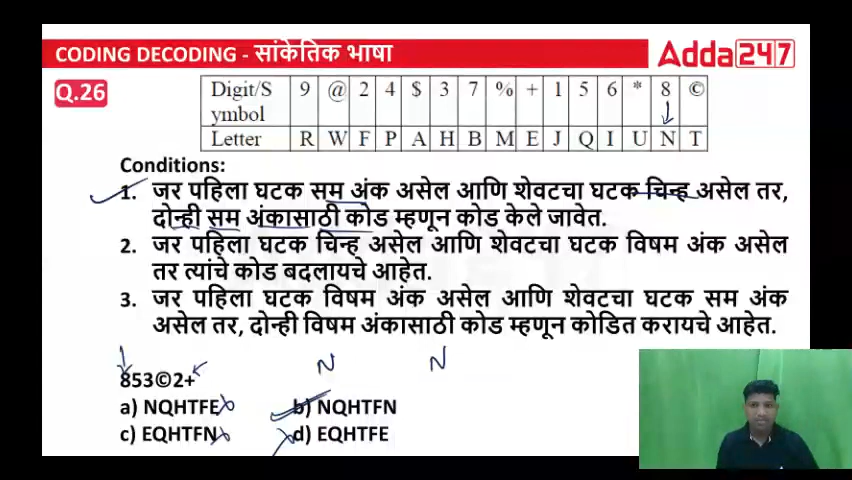 CODING DECODING - सांकेतिक भाषा
Adda247
Q.26
Digit/Symbol 9 @ 2 4 $ 3 7 % + 1 5 6 * 8 ©
Letter R W F P A H B M E J Q I U N T
Conditions:
1. जर पहिला घटक सम अंक असेल आणि शेवटचा घटक चिन्ह असेल तर,
दोन्ही सम अंकासाठी कोड म्हणून कोड केले जावेत.
2. जर पहिला घटक चिन्ह असेल आणि शेवटचा घटक विषम अंक असेल
तर त्यांचे कोड बदलायचे आहेत.
3. जर पहिला घटक विषम अंक असेल आणि शेवटचा घटक सम अंक
असेल तर, दोन्ही विषम अंकासाठी कोड म्हणून कोडित करायचे आहेत.
N N
853©2+
a) NQHTFE b) NQHTFN
c) EQHTFN d) EQHTFE